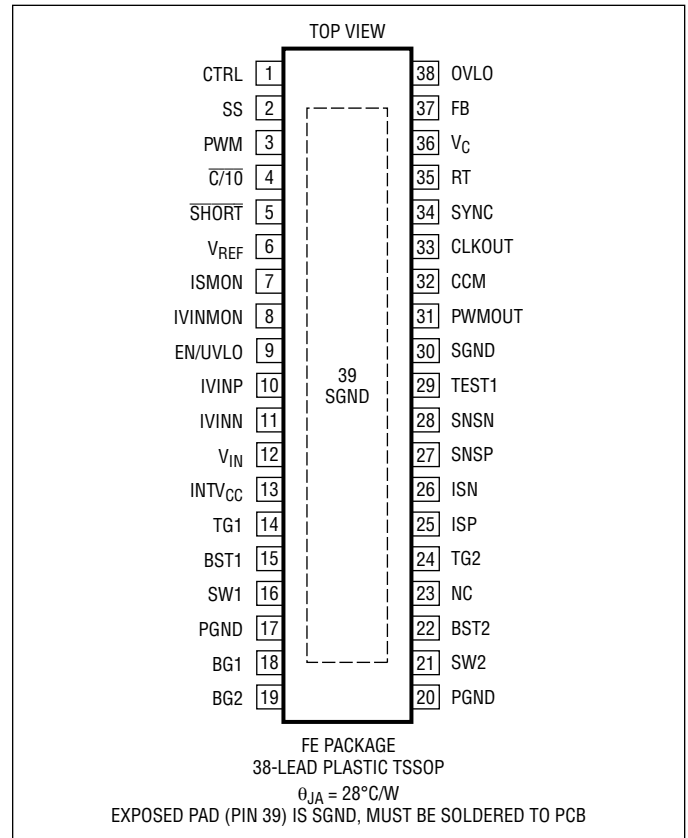 TOP VIEW
CTRL 1 38 OVLO
SS 2 37 FB
PWM 3 36 VC
C/10 4 35 RT
SHORT 5 34 SYNC
VREF 6 33 CLKOUT
ISMON 7 32 CCM
IVINMON 8 31 PWMOUT
EN/UVLO 9 30 SGND
IVINP 10 29 TEST1
IVINN 11 28 SNSN
VIN 12 27 SNSP
INTVCC 13 26 ISN
TG1 14 25 ISP
BST1 15 24 TG2
SW1 16 23 NC
PGND 17 22 BST2
BG1 18 21 SW2
BG2 19 20 PGND
39
SGND
FE PACKAGE
38-LEAD PLASTIC TSSOP
θJA = 28°C/W
EXPOSED PAD (PIN 39) IS SGND, MUST BE SOLDERED TO PCB